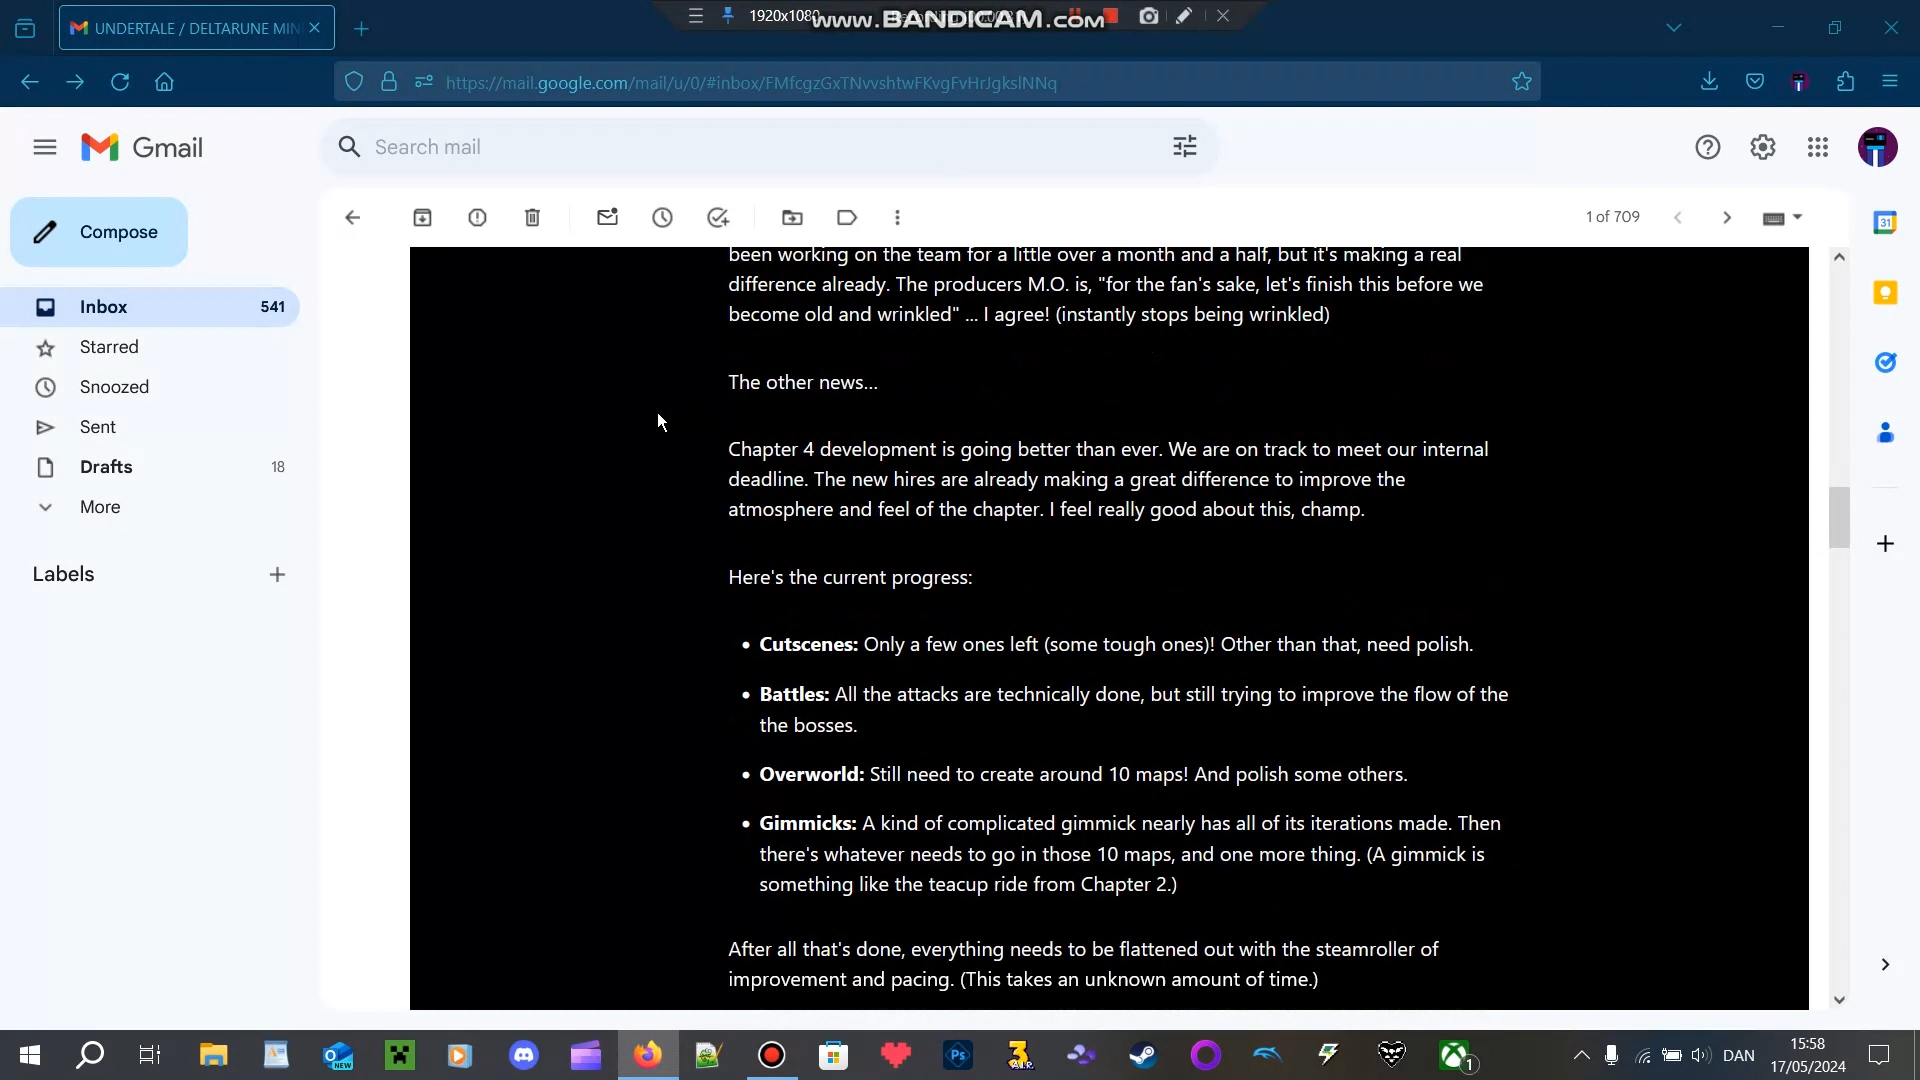 UNDERTALE / DELTARUNE MIN
1920x1080
www.BANDICAM.com
https://mail.google.com/mail/u/0/#inbox/FMfcgzGxTNvvshtwFKvgFvHrJgkslNNq
Gmail
Search mail
Compose
1 of 709
Inbox 541
Starred
Snoozed
Sent
Drafts 18
More
Labels
been working on the team for a little over a month and a half, but it's making a real
difference already. The producers M.O. is, "for the fan's sake, let's finish this before we
become old and wrinkled" ... I agree! (instantly stops being wrinkled)
The other news...
Chapter 4 development is going better than ever. We are on track to meet our internal
deadline. The new hires are already making a great difference to improve the
atmosphere and feel of the chapter. I feel really good about this, champ.
Here's the current progress:
• Cutscenes: Only a few ones left (some tough ones)! Other than that, need polish.
• Battles: All the attacks are technically done, but still trying to improve the flow of the
the bosses.
• Overworld: Still need to create around 10 maps! And polish some others.
• Gimmicks: A kind of complicated gimmick nearly has all of its iterations made. Then
there's whatever needs to go in those 10 maps, and one more thing. (A gimmick is
something like the teacup ride from Chapter 2.)
After all that's done, everything needs to be flattened out with the steamroller of
improvement and pacing. (This takes an unknown amount of time.)
31
NEW
Ps
3
1
DAN
15:58
17/05/2024